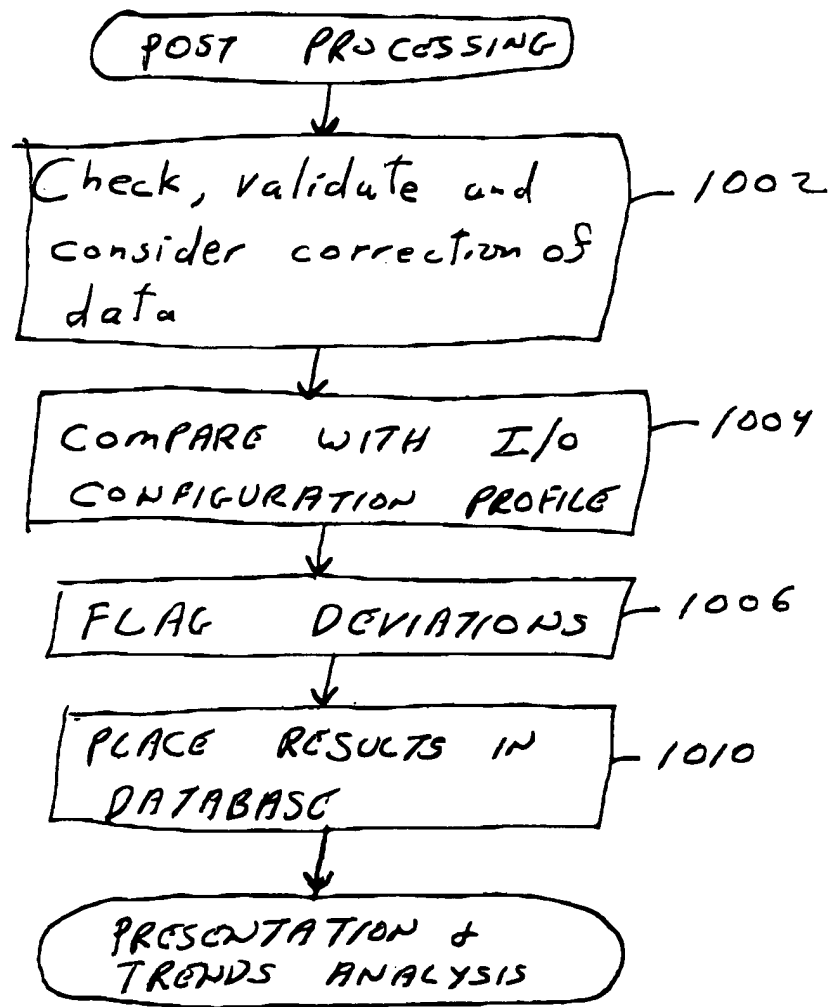 POST PROCESSING
Check, validate and
consider correction of
data
1002
COMPARE WITH I/O
CONFIGURATION PROFILE
1004
FLAG DEVIATIONS
1006
PLACE RESULTS IN
DATABASE
1010
PRESENTATION &
TRENDS ANALYSIS